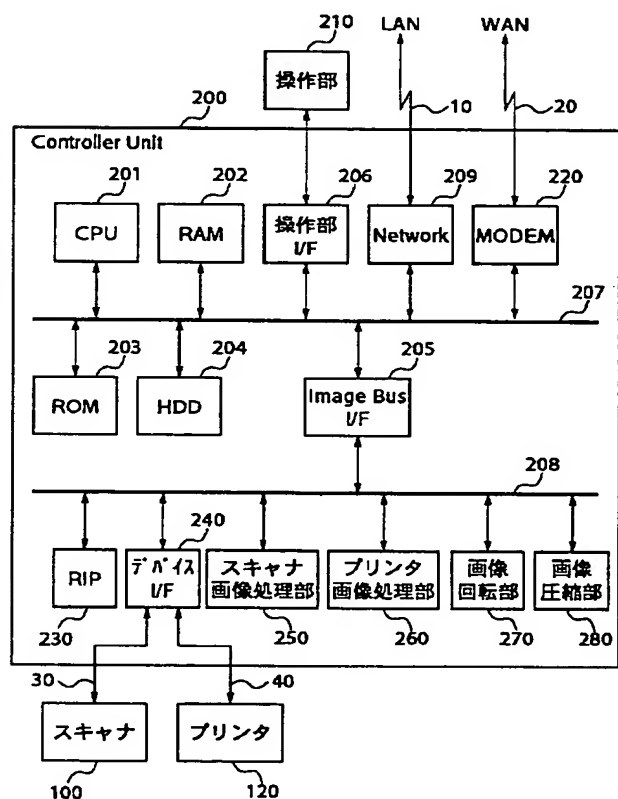 210
LAN
WAN
操作部
200
10
20
Controller Unit
201
202
206
209
220
CPU
RAM
操作部
I/F
Network
MODEM
207
203
204
205
ROM
HDD
Image Bus
I/F
208
240
RIP
デバイス
I/F
スキャナ
画像処理部
プリンタ
画像処理部
画像
回転部
画像
圧縮部
230
250
260
270
280
30
40
スキャナ
プリンタ
100
120